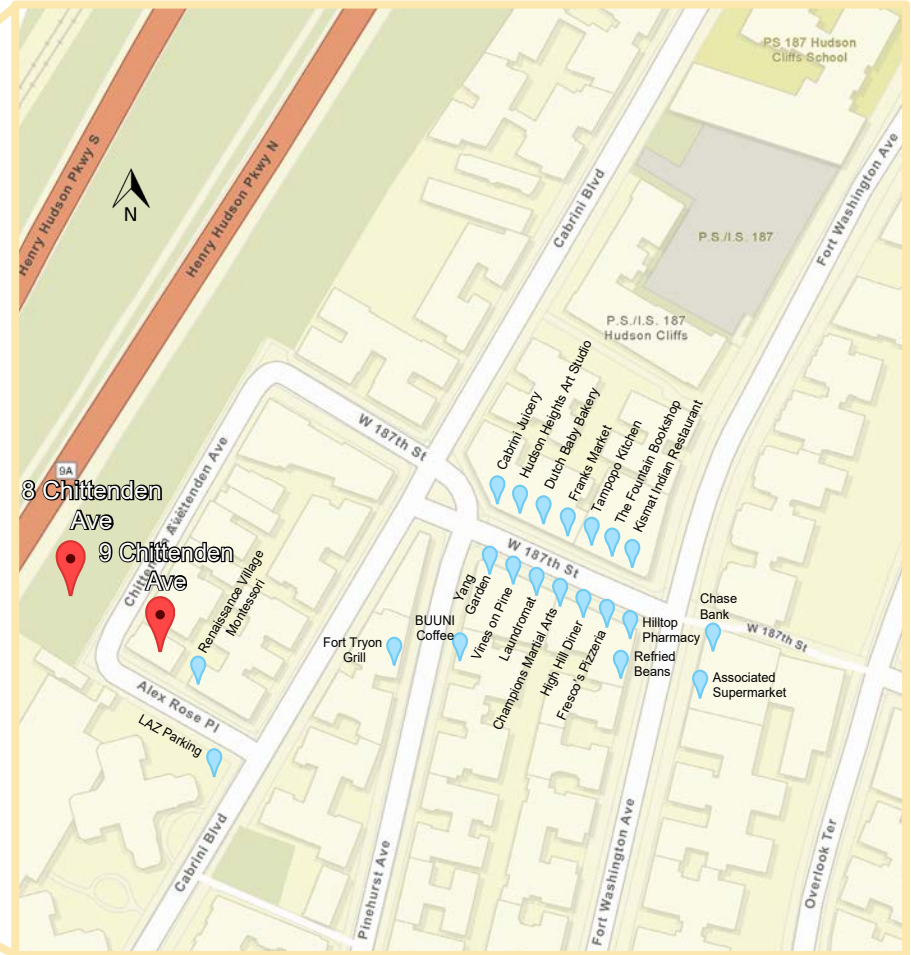 PS 187 Hudson
Cliffs School
Henry Hudson Pkwy S
Henry Hudson Pkwy N
N
Cabrini Blvd
Fort Washington Ave
P.S./I.S. 187
P.S./I.S. 187
Hudson Cliffs
W 187th St
Cabrini Juicery
Hudson Heights Art Studio
Dutch Baby Bakery
Franks Market
Tampopo Kitchen
The Fountain Bookshop
Kismat Indian Restaurant
9A
8 Chittenden
Ave
Chittenden Ave
9 Chittenden
Ave
Renaissance Village
Montessori
W 187th St
Yang
Garden
Vines on Pine
Laundromat
Champions Martial Arts
High Hill Diner
Fresco's Pizzeria
Hilltop
Pharmacy
Refried
Beans
Chase
Bank
W 187th St
Associated
Supermarket
BUUNI
Coffee
Fort Tryon
Grill
Alex Rose Pl
LAZ Parking
Cabrini Blvd
Pinehurst Ave
Fort Washington Ave
Overlook Ter